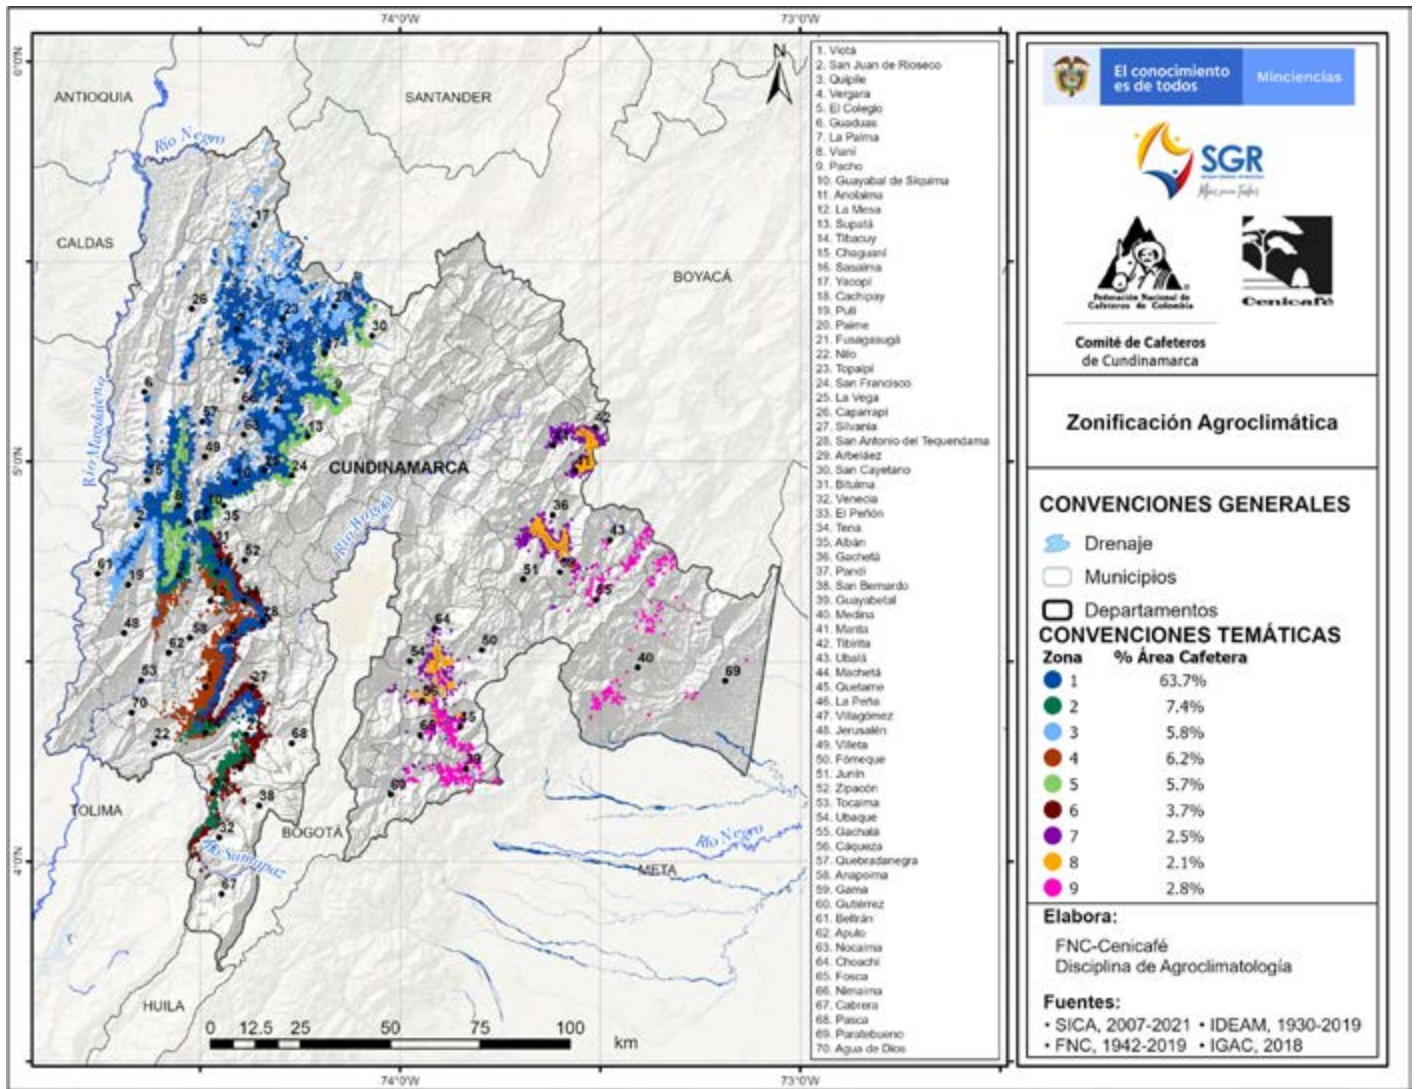 74°0'W 73°0'W
6°0'N
5°0'N
4°0'N
N
ANTIOQUIA
SANTANDER
Río Negro
CALDAS
BOYACÁ
Río Magdalena
CUNDINAMARCA
Río Negro
TOLIMA
BOGOTÁ
Río Sumapaz
META
HUILA
0 12.5 25 50 75 100
km
74°0'W 73°0'W
1. Viotá
2. San Juan de Rioseco
3. Quipile
4. Vergara
5. El Colegio
6. Guaduas
7. La Palma
8. Vianí
9. Pacho
10. Guayabal de Siquima
11. Anolaima
12. La Mesa
13. Supatá
14. Tibacuy
15. Chaguaní
16. Sasaima
17. Yacopí
18. Cachipay
19. Pulí
20. Paime
21. Fusagasugá
22. Nilo
23. Topaipí
24. San Francisco
25. La Vega
26. Caparrapí
27. Silvania
28. San Antonio del Tequendama
29. Arbeláez
30. San Cayetano
31. Bituima
32. Venecia
33. El Peñón
34. Tena
35. Albán
36. Gachetá
37. Pandi
38. San Bernardo
39. Guayabetal
40. Medina
41. Manta
42. Tibirita
43. Ubalá
44. Machetá
45. Quetame
46. La Peña
47. Villagómez
48. Jerusalén
49. Villeta
50. Fómeque
51. Junín
52. Zipacón
53. Tocaima
54. Ubaque
55. Gachalá
56. Cáqueza
57. Quebradanegra
58. Anapoima
59. Gama
60. Gutiérrez
61. Beltrán
62. Apulo
63. Nocaima
64. Choachí
65. Fosca
66. Nimaima
67. Cabrera
68. Pasca
69. Paratebueno
70. Agua de Dios
El conocimiento
es de todos
Minciencias
SGR
Más para Todos
Federación Nacional de
Cafeteros de Colombia
Cenicafé
Comité de Cafeteros
de Cundinamarca
Zonificación Agroclimática
CONVENCIONES GENERALES
Drenaje
Municipios
Departamentos
CONVENCIONES TEMÁTICAS
Zona % Área Cafetera
1 63.7%
2 7.4%
3 5.8%
4 6.2%
5 5.7%
6 3.7%
7 2.5%
8 2.1%
9 2.8%
Elabora:
FNC-Cenicafé
Disciplina de Agroclimatología
Fuentes:
• SICA, 2007-2021 • IDEAM, 1930-2019
• FNC, 1942-2019 • IGAC, 2018